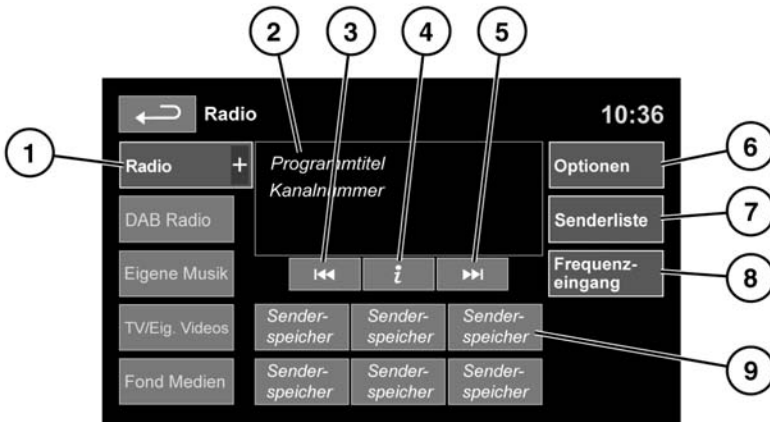 2
3
4
5
Radio
10:36
1
Radio +
Programmtitel
Kanalnummer
Optionen
6
DAB Radio
Senderliste
7
Eigene Musik
i
Frequenz-
eingang
8
TV/Eig. Videos
Sender-
speicher
Sender-
speicher
Sender-
speicher
9
Fond Medien
Sender-
speicher
Sender-
speicher
Sender-
speicher